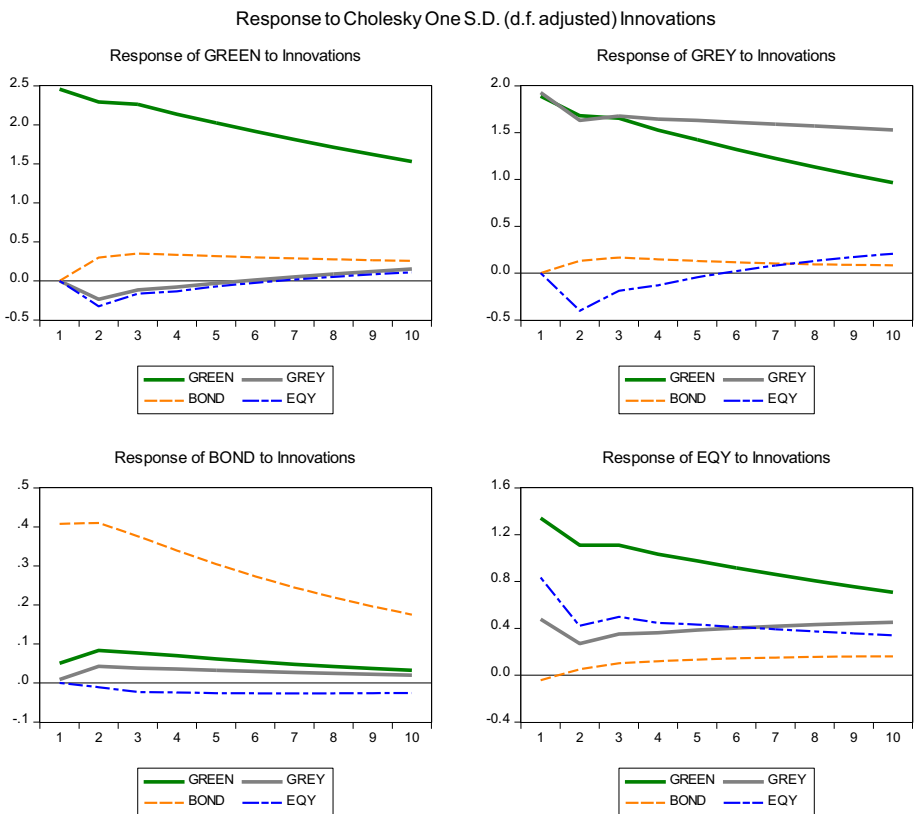 Response to Cholesky One S.D. (d.f. adjusted) Innovations
Response of GREEN to Innovations
2.5
2.0
1.5
1.0
0.5
0.0
-0.5
1 2 3 4 5 6 7 8 9 10
GREEN GREY
BOND EQY
Response of GREY to Innovations
2.0
1.5
1.0
0.5
0.0
-0.5
1 2 3 4 5 6 7 8 9 10
GREEN GREY
BOND EQY
Response of BOND to Innovations
.5
.4
.3
.2
.1
.0
-.1
1 2 3 4 5 6 7 8 9 10
GREEN GREY
BOND EQY
Response of EQY to Innovations
1.6
1.2
0.8
0.4
0.0
-0.4
1 2 3 4 5 6 7 8 9 10
GREEN GREY
BOND EQY